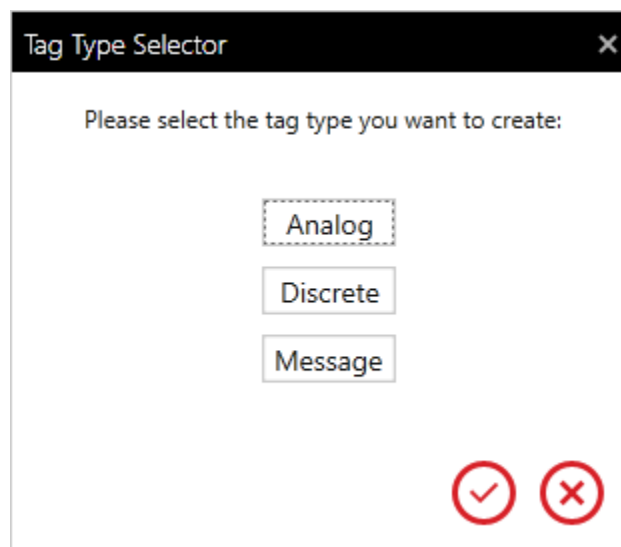 Tag Type Selector
Please select the tag type you want to create:
Analog
Discrete
Message